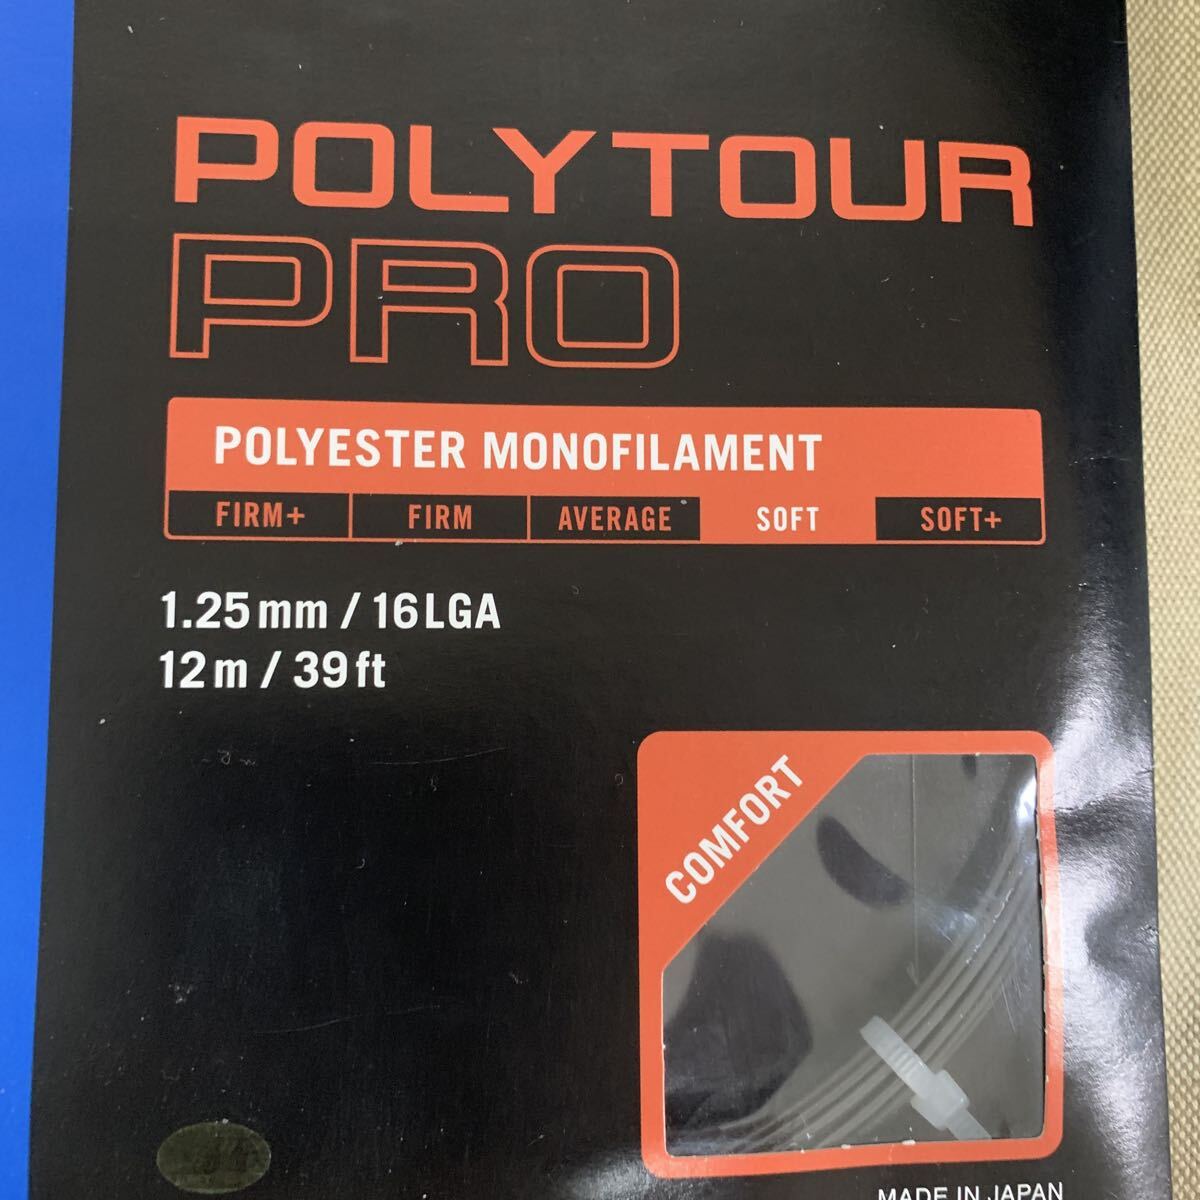 POLYTOUR
PRO
POLYESTER MONOFILAMENT
FIRM+ FIRM AVERAGE SOFT SOFT+
1.25mm / 16LGA
12m / 39ft
COMFORT
MADE IN JAPAN